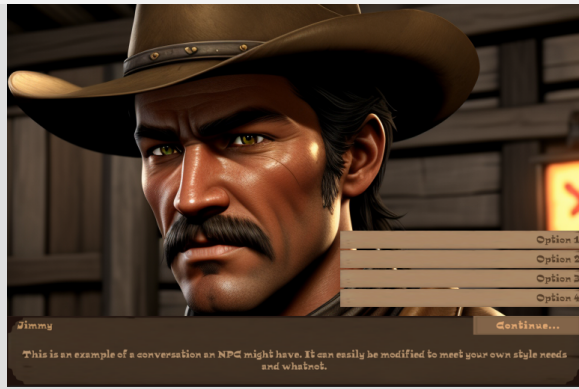 Option 1
Option 2
Option 3
Option 4
Jimmy
Continue...
This is an example of a conversation an NPC might have. It can easily be modified to meet your own style needs
and whatnot.